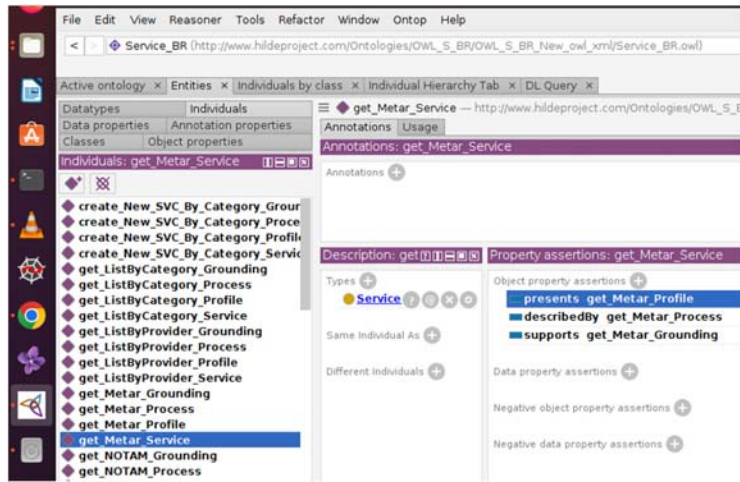 File Edit View Reasoner Tools Refactor Window Ontop Help
< > Service_BR (http://www.hildeproject.com/Ontologies/OWL_S_BR/OWL_S_BR_New_owl_xml/Service_BR.owl)
Active ontology × Entities × Individuals by class × Individual Hierarchy Tab × DL Query ×
Datatypes Individuals
Data properties Annotation properties
Classes Object properties
Individuals: get_Metar_Service
create_New_SVC_By_Category_Grour
create_New_SVC_By_Category_Proce
create_New_SVC_By_Category_Profil
create_New_SVC_By_Category_Servic
get_ListByCategory_Grounding
get_ListByCategory_Process
get_ListByCategory_Profile
get_ListByCategory_Service
get_ListByProvider_Grounding
get_ListByProvider_Process
get_ListByProvider_Profile
get_ListByProvider_Service
get_Metar_Grounding
get_Metar_Process
get_Metar_Profile
get_Metar_Service
get_NOTAM_Grounding
get_NOTAM_Process
get_Metar_Service — http://www.hildeproject.com/Ontologies/OWL_S_B
Annotations Usage
Annotations: get_Metar_Service
Annotations
Description: get
Types
Service
Same Individual As
Different Individuals
Property assertions: get_Metar_Service
Object property assertions
presents get_Metar_Profile
describedBy get_Metar_Process
supports get_Metar_Grounding
Data property assertions
Negative object property assertions
Negative data property assertions